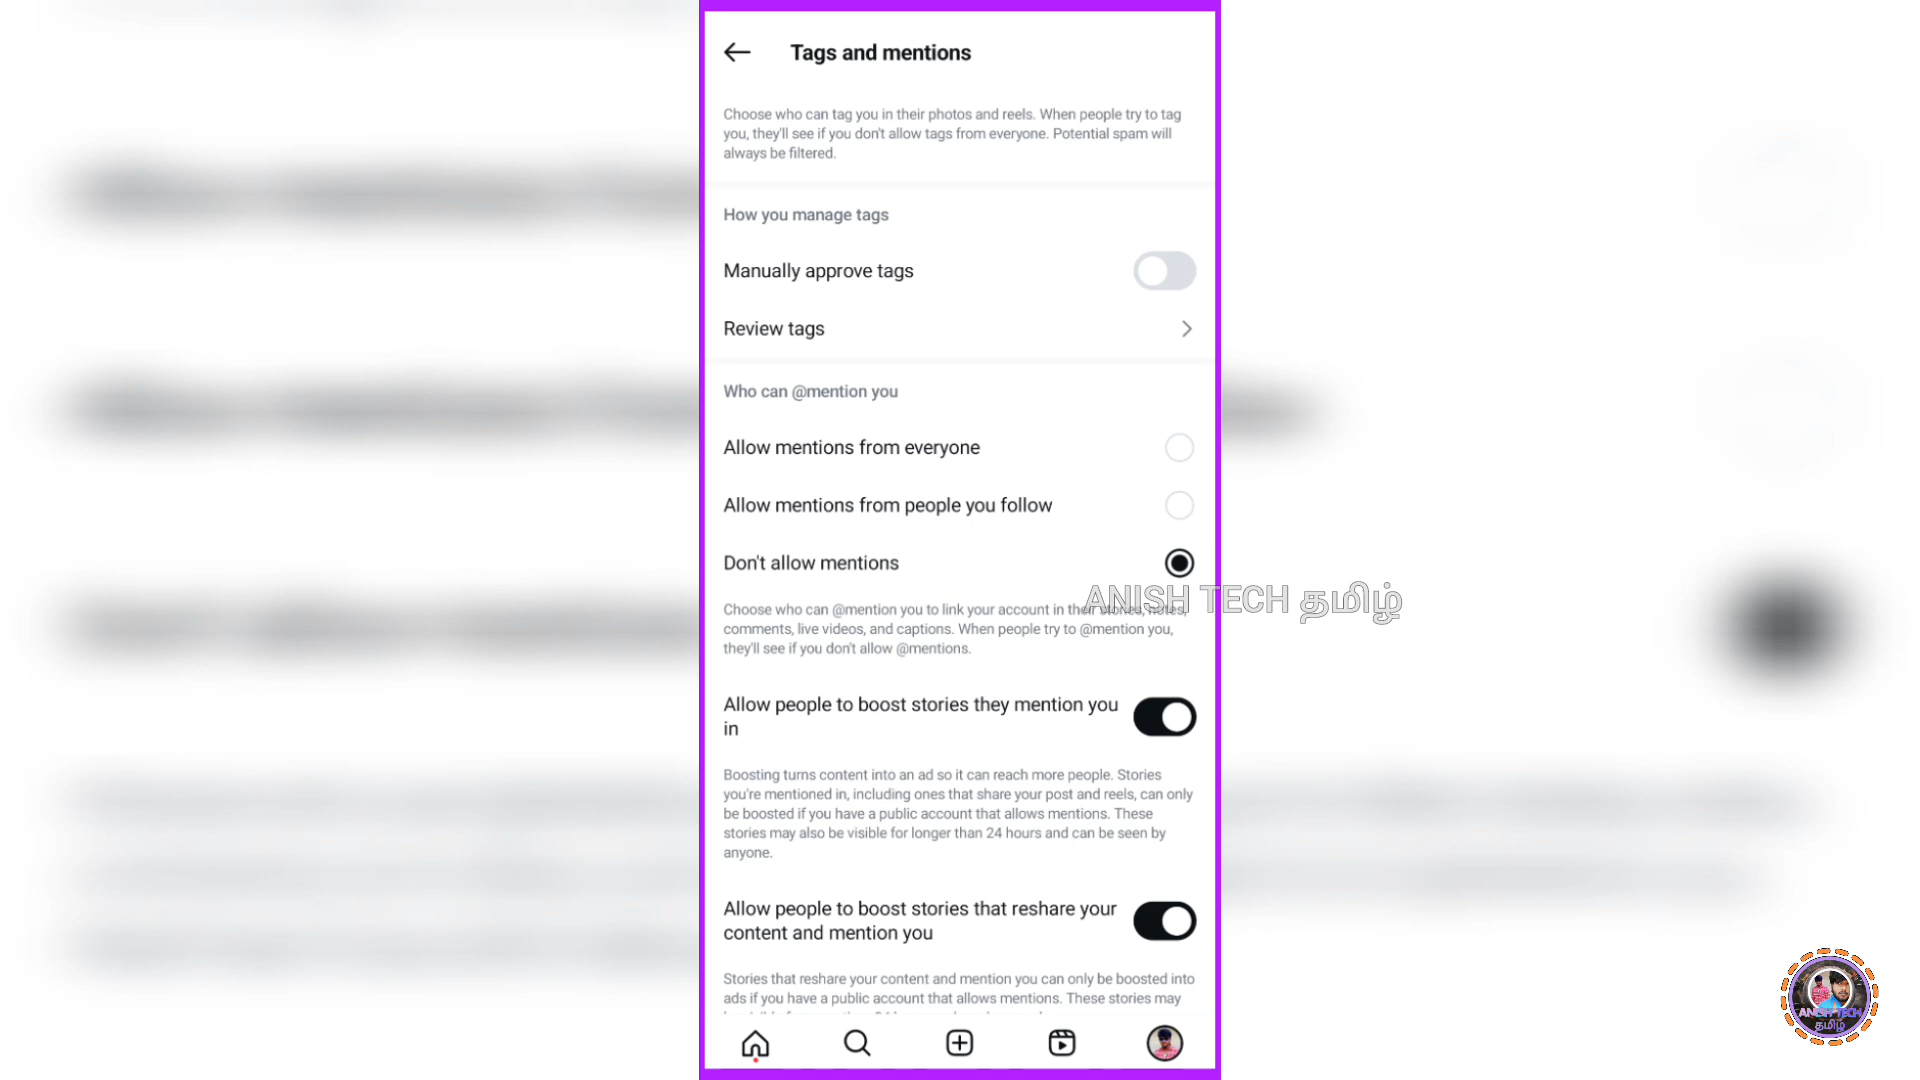 Tags and mentions
Choose who can tag you in their photos and reels. When people try to tag
you, they'll see if you don't allow tags from everyone. Potential spam will
always be filtered.
How you manage tags
Manually approve tags
Review tags
Who can @mention you
Allow mentions from everyone
Allow mentions from people you follow
Don't allow mentions
ANISH TECH தமிழ்
Choose who can @mention you to link your account in their stories, notes,
comments, live videos, and captions. When people try to @mention you,
they'll see if you don't allow @mentions.
Allow people to boost stories they mention you
in
Boosting turns content into an ad so it can reach more people. Stories
you're mentioned in, including ones that share your post and reels, can only
be boosted if you have a public account that allows mentions. These
stories may also be visible for longer than 24 hours and can be seen by
anyone.
Allow people to boost stories that reshare your
content and mention you
Stories that reshare your content and mention you can only be boosted into
ads if you have a public account that allows mentions. These stories may
ANISH TECH
தமிழ்